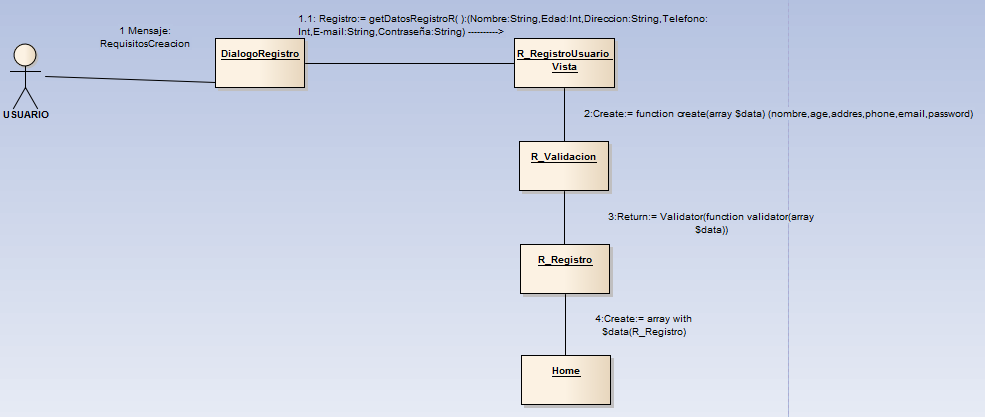 1 Mensaje:
RequisitosCreacion
USUARIO
DialogoRegistro
1.1: Registro:= getDatosRegistroR( ):(Nombre:String,Edad:Int,Direccion:String,Telefono:
Int,E-mail:String,Contraseña:String) ---------->
R_RegistroUsuario
Vista
2:Create:= function create(array $data) (nombre,age,addres,phone,email,password)
R_Validacion
3:Return:= Validator(function validator(array
$data))
R_Registro
4:Create:= array with
$data(R_Registro)
Home